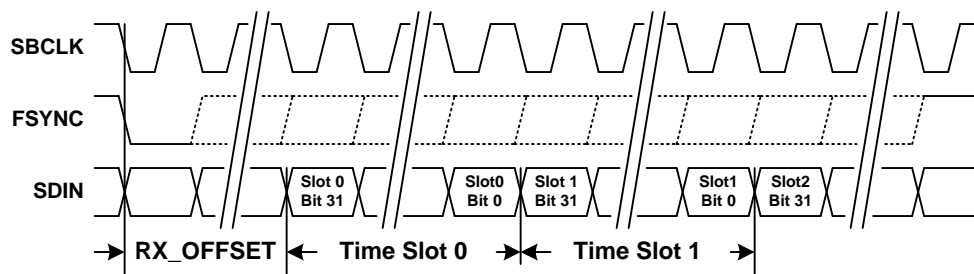 SBCLK
FSYNC
SDIN
Slot 0
Bit 31
Slot0
Bit 0
Slot 1
Bit 31
Slot1
Bit 0
Slot2
Bit 31
RX_OFFSET
Time Slot 0
Time Slot 1